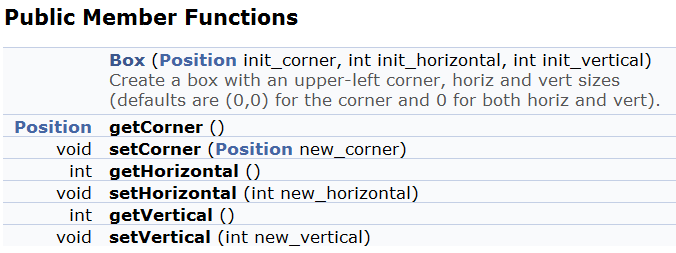 Public Member Functions
Box (Position init_corner, int init_horizontal, int init_vertical)
Create a box with an upper-left corner, horiz and vert sizes
(defaults are (0,0) for the corner and 0 for both horiz and vert).
Position getCorner ()
void setCorner (Position new_corner)
int getHorizontal ()
void setHorizontal (int new_horizontal)
int getVertical ()
void setVertical (int new_vertical)